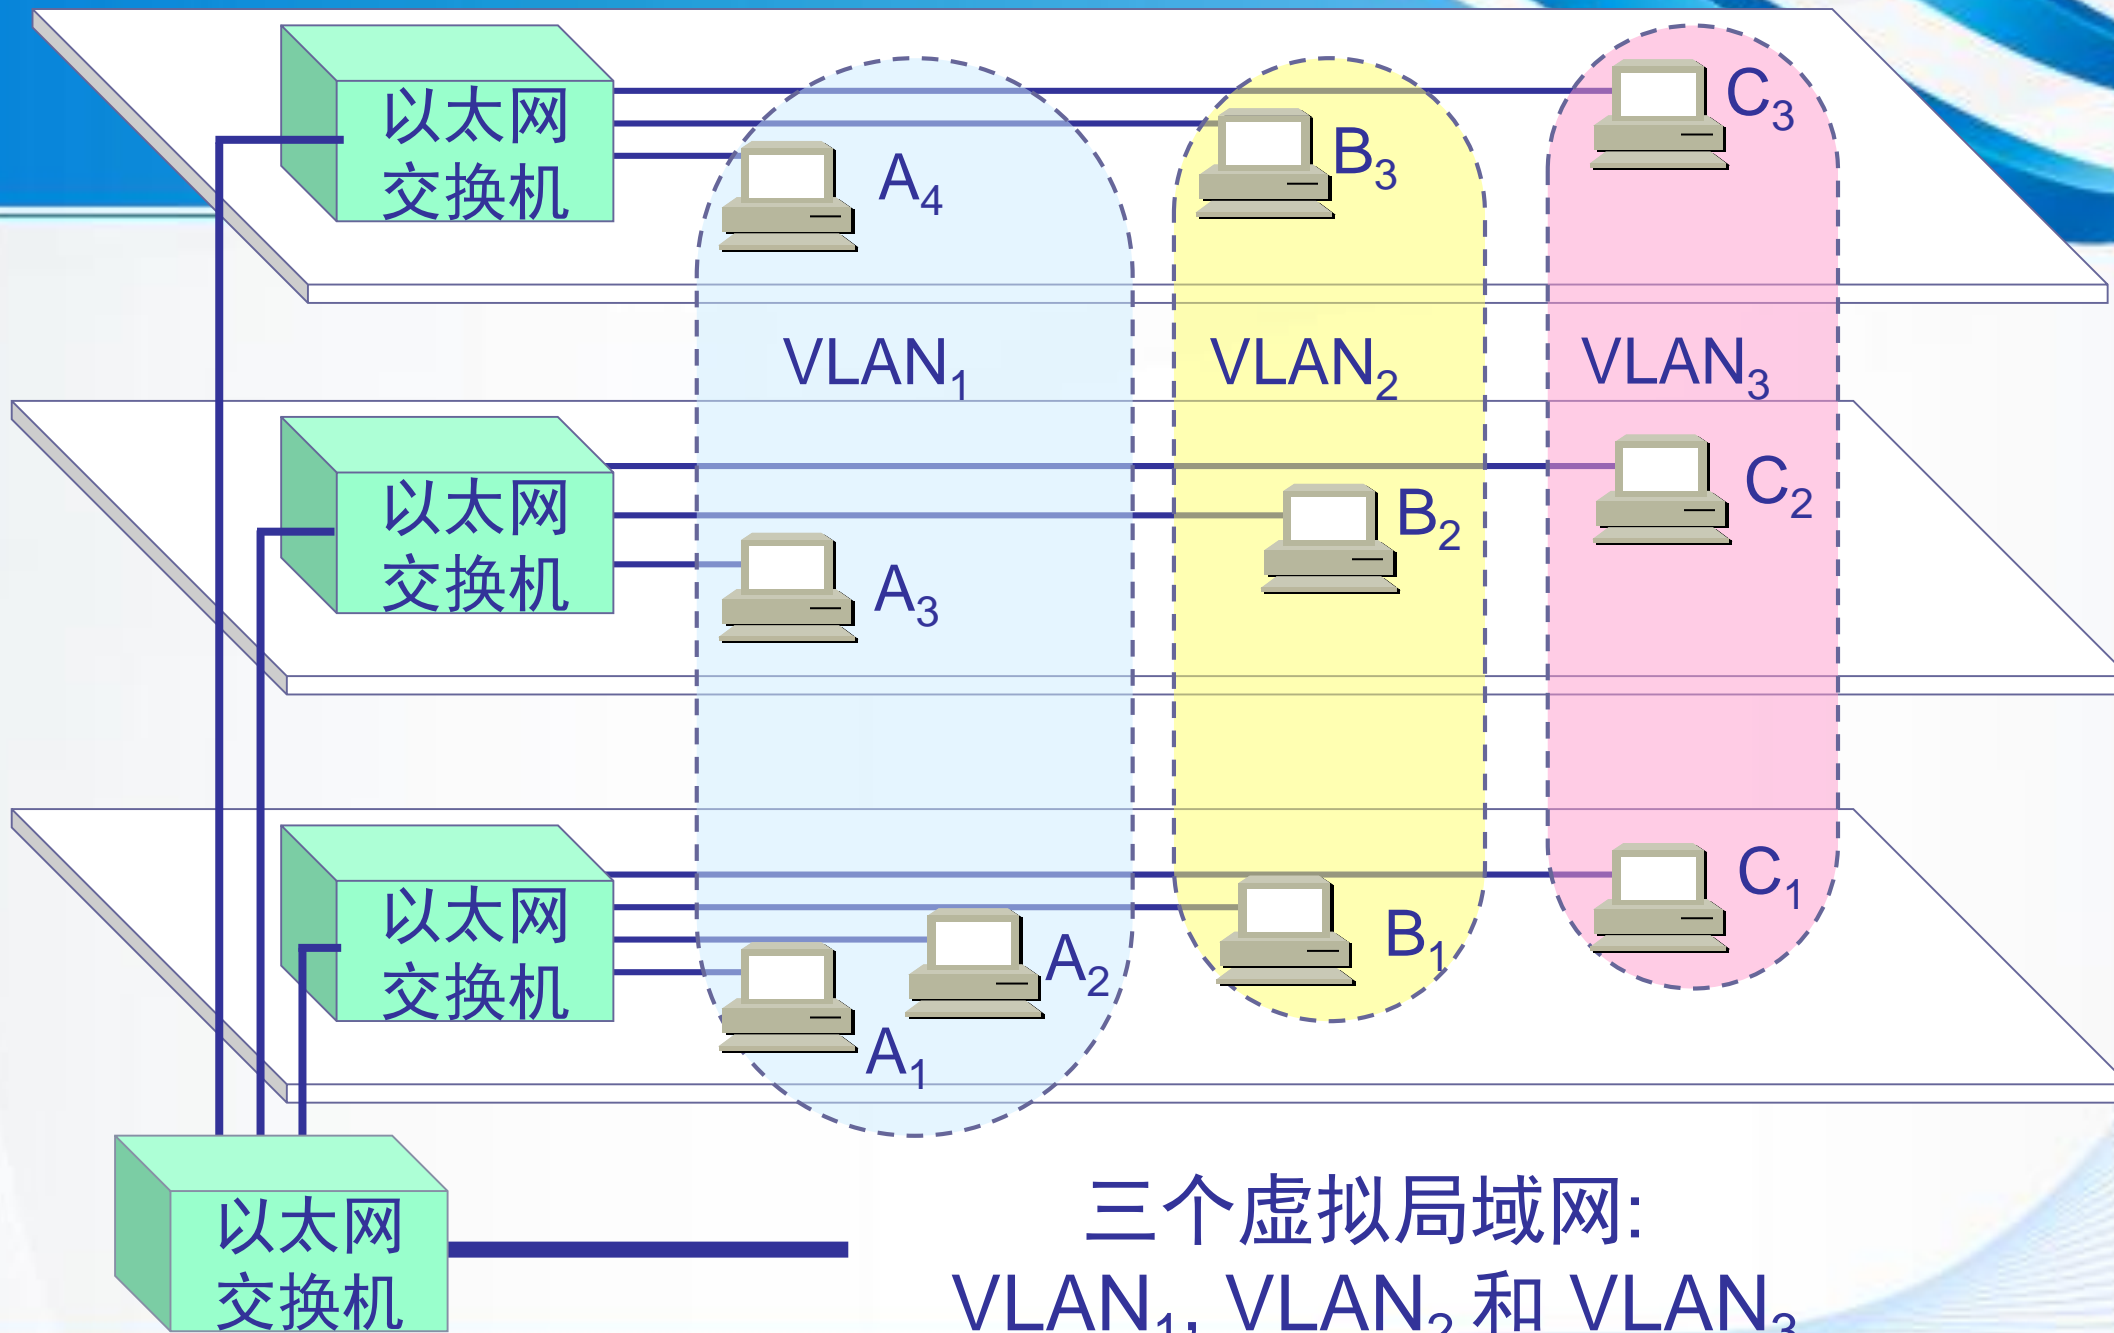 以太网
交换机
A₄
B₃
C₃
VLAN₁
VLAN₂
VLAN₃
以太网
交换机
A₃
B₂
C₂
以太网
交换机
A₁
A₂
B₁
C₁
以太网
交换机
三个虚拟局域网:
VLAN₁, VLAN₂ 和 VLAN₃